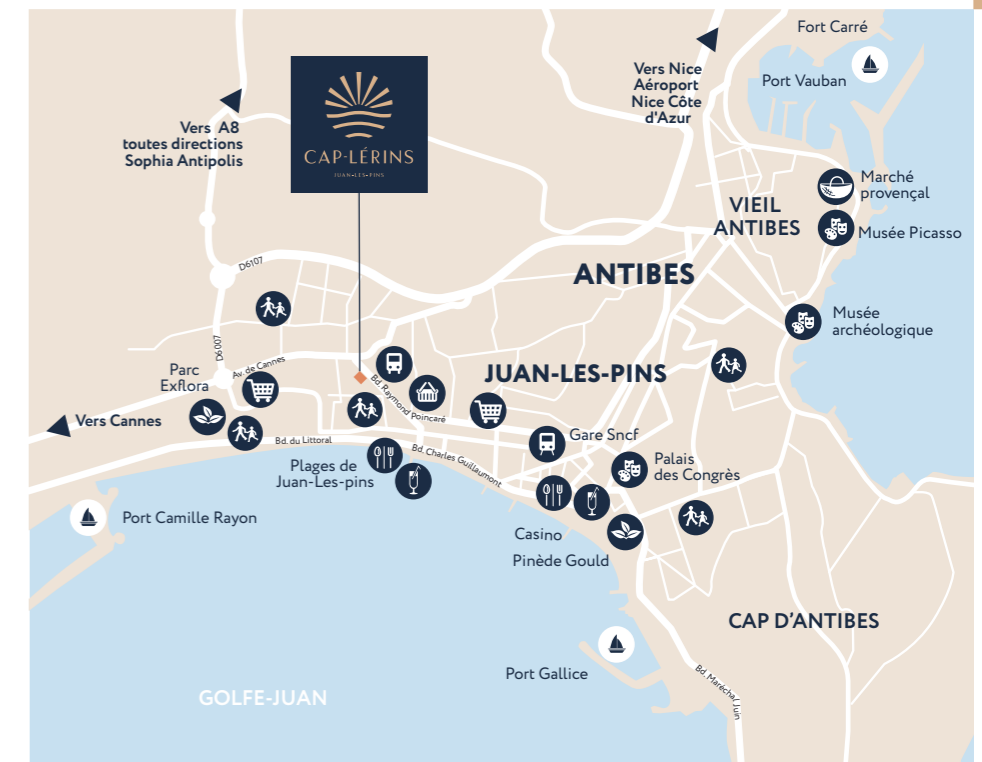 Fort Carré
Port Vauban
Vers Nice
Aéroport
Nice Côte
d'Azur
Vers A8
toutes directions
Sophia Antipolis
CAP-LÉRINS
JUAN-LES-PINS
Marché
provençal
VIEIL
ANTIBES
Musée Picasso
ANTIBES
D6107
Musée
archéologique
D6007
Av. de Cannes
Parc
Exflora
JUAN-LES-PINS
Bd. Raymond Poincaré
Vers Cannes
Bd. du Littoral
Bd. Charles Guillaumont
Gare Sncf
Plages de
Juan-Les-pins
Palais
des Congrès
Port Camille Rayon
Casino
Pinède Gould
CAP D'ANTIBES
Port Gallice
Bd. Maréchal Juin
GOLFE-JUAN